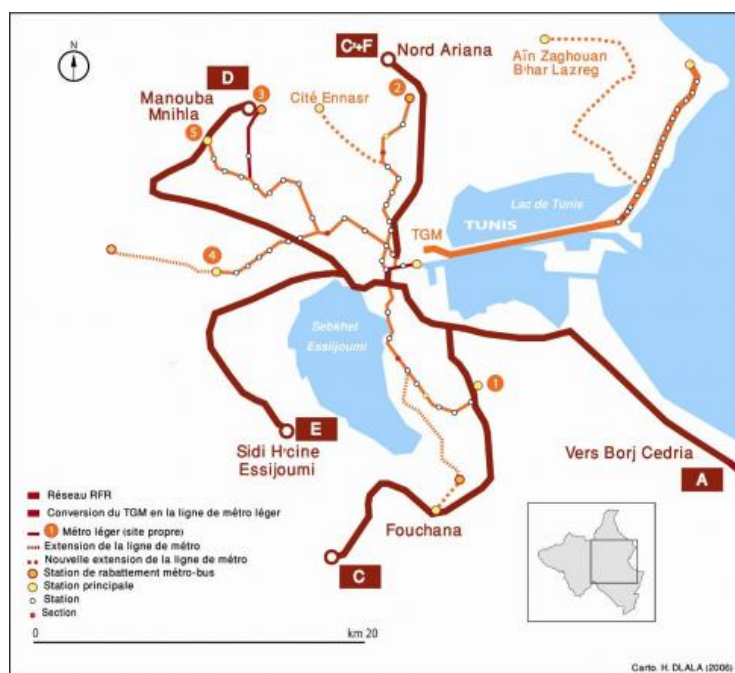 N
C'+F
Nord Ariana
Aïn Zaghouan
B'har Lazreg
D
Manouba
Mnihla
3
2
Cité Ennasr
5
Lac de Tunis
TUNIS
TGM
4
Sebkhet
Essijoumi
1
E
Sidi H'cine
Essijoumi
Vers Borj Cedria
A
Fouchana
C
Réseau RFR
Conversion du TGM en la ligne de métro léger
1 Métro léger (site propre)
Extension de la ligne de métro
Nouvelle extension de la ligne de métro
Station de rabattement métro-bus
Station principale
Station
Section
0 km 20
Carto. H. DLALA (2006)